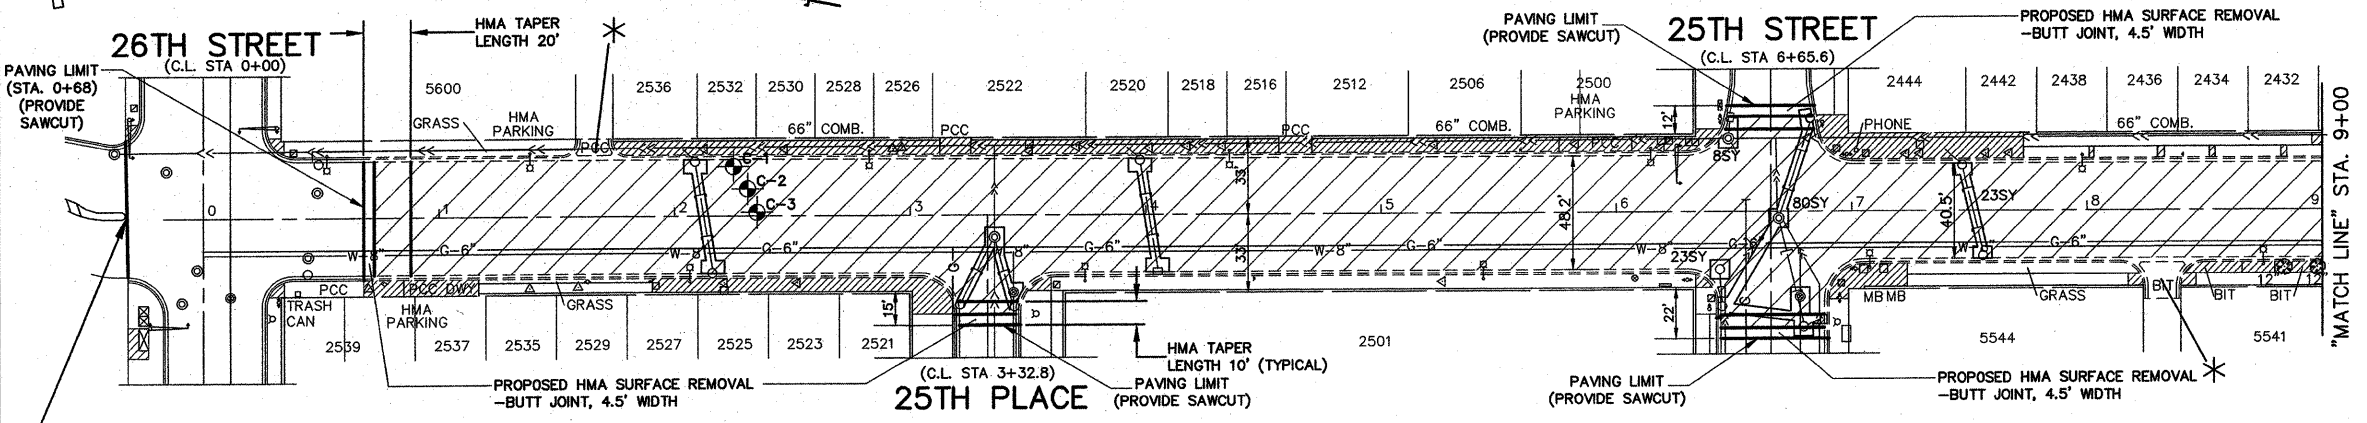 26TH STREET
(C.L. STA 0+00)
PAVING LIMIT
(STA. 0+68)
(PROVIDE
SAWCUT)
HMA TAPER
LENGTH 20'
PAVING LIMIT
(PROVIDE SAWCUT)
25TH STREET
(C.L. STA 6+65.6)
PROPOSED HMA SURFACE REMOVAL
-BUTT JOINT, 4.5' WIDTH
5600
2536
2532
2530
2528
2526
2522
2520
2518
2516
2512
2506
2500
2444
2442
2438
2436
2434
2432
GRASS
HMA
PARKING
66" COMB.
PCC
PCC
66" COMB.
HMA
PARKING
12'
PHONE
66" COMB.
PCC
8SY
C-1
C-2
C-3
33'
33'
48.2'
40.5'
80SY
23SY
23SY
0
1
2
3
4
5
6
7
8
9
W-8"
G-6"
W-8"
G-6"
8"
G-6"
W-8"
G-6"
W-8"
G-6"
W
G-6"
"MATCH LINE" STA. 9+00
TRASH
CAN
PCC
PCC DWY
HMA
PARKING
GRASS
15'
22'
MB MB
GRASS
BIT
BIT
12"
BIT
12"
2539
2537
2535
2529
2527
2525
2523
2521
2501
5544
5541
HMA TAPER
LENGTH 10' (TYPICAL)
(C.L. STA 3+32.8)
25TH PLACE
PAVING LIMIT
(PROVIDE SAWCUT)
PROPOSED HMA SURFACE REMOVAL
-BUTT JOINT, 4.5' WIDTH
PAVING LIMIT
(PROVIDE SAWCUT)
PROPOSED HMA SURFACE REMOVAL
-BUTT JOINT, 4.5' WIDTH